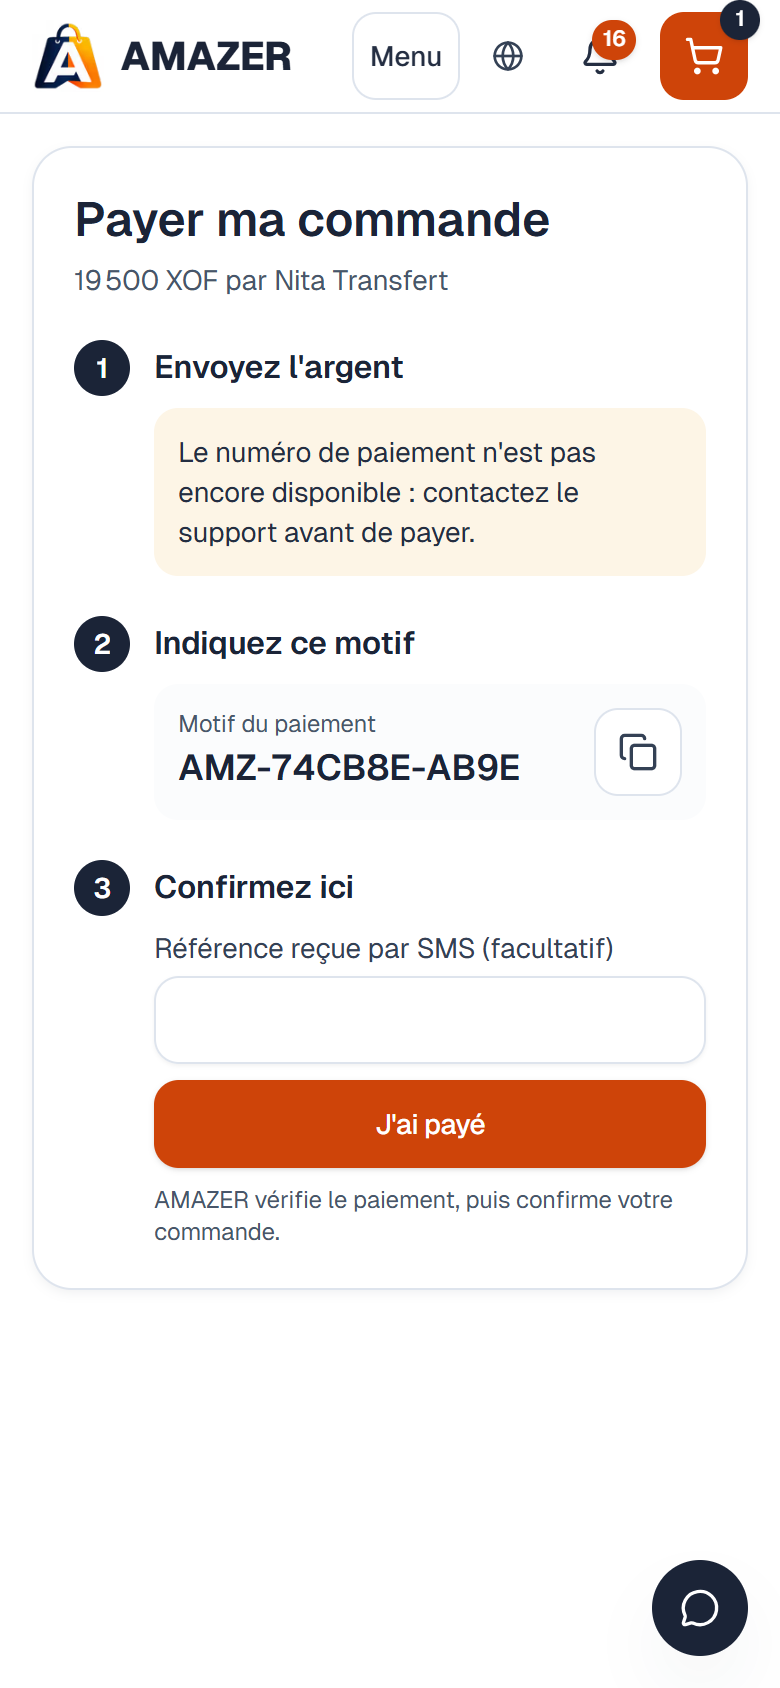 AMAZER
Menu
16
1
Payer ma commande
19 500 XOF par Nita Transfert
1
Envoyez l'argent
Le numéro de paiement n'est pas
encore disponible : contactez le
support avant de payer.
2
Indiquez ce motif
Motif du paiement
AMZ-74CB8E-AB9E
3
Confirmez ici
Référence reçue par SMS (facultatif)
J'ai payé
AMAZER vérifie le paiement, puis confirme votre
commande.